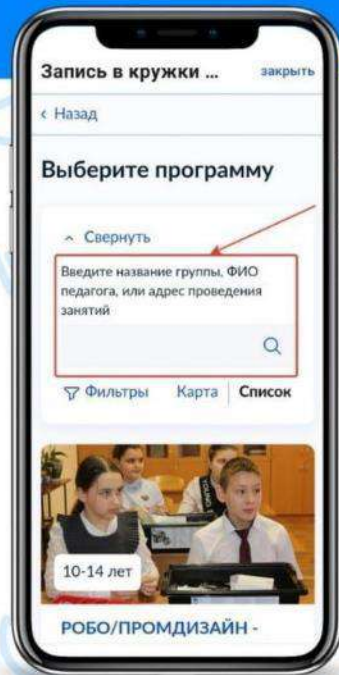 Запись в кружки ...
закрыть
‹ Назад
Выберите программу
Свернуть
Введите название группы, ФИО
педагога, или адрес проведения
занятий
Фильтры Карта Список
10-14 лет
РОБО/ПРОМДИЗАЙН -